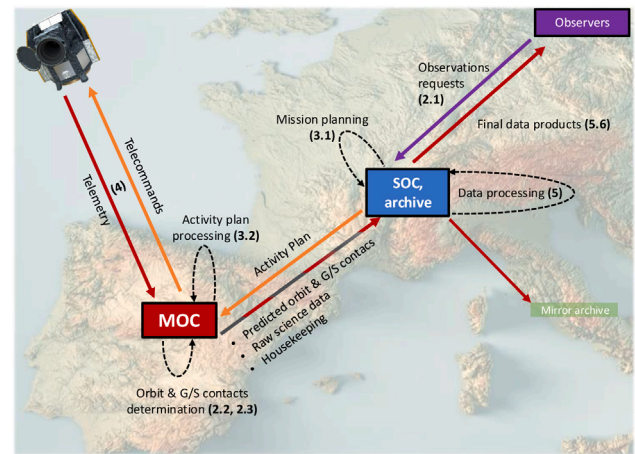 Observers
Observations
requests
(2.1)
Mission planning
(3.1)
Final data products (5.6)
SOC,
archive
Data processing (5)
Telecommands
(4)
Telemetry
Activity plan
processing (3.2)
Activity Plan
• Predicted orbit & G/S contacs
• Raw science data
• Housekeeping
Mirror archive
MOC
Orbit & G/S contacts
determination (2.2, 2.3)